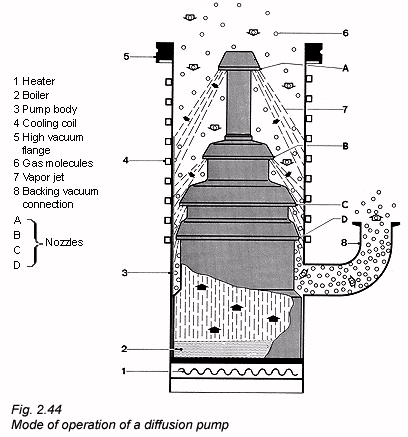 6
5
A
1 Heater
2 Boiler
3 Pump body
4 Cooling coil
5 High vacuum
flange
6 Gas molecules
7 Vapor jet
8 Backing vacuum
connection
A
B
C
D
Nozzles
7
B
4
C
D
8
3
2
1
Fig. 2.44
Mode of operation of a diffusion pump